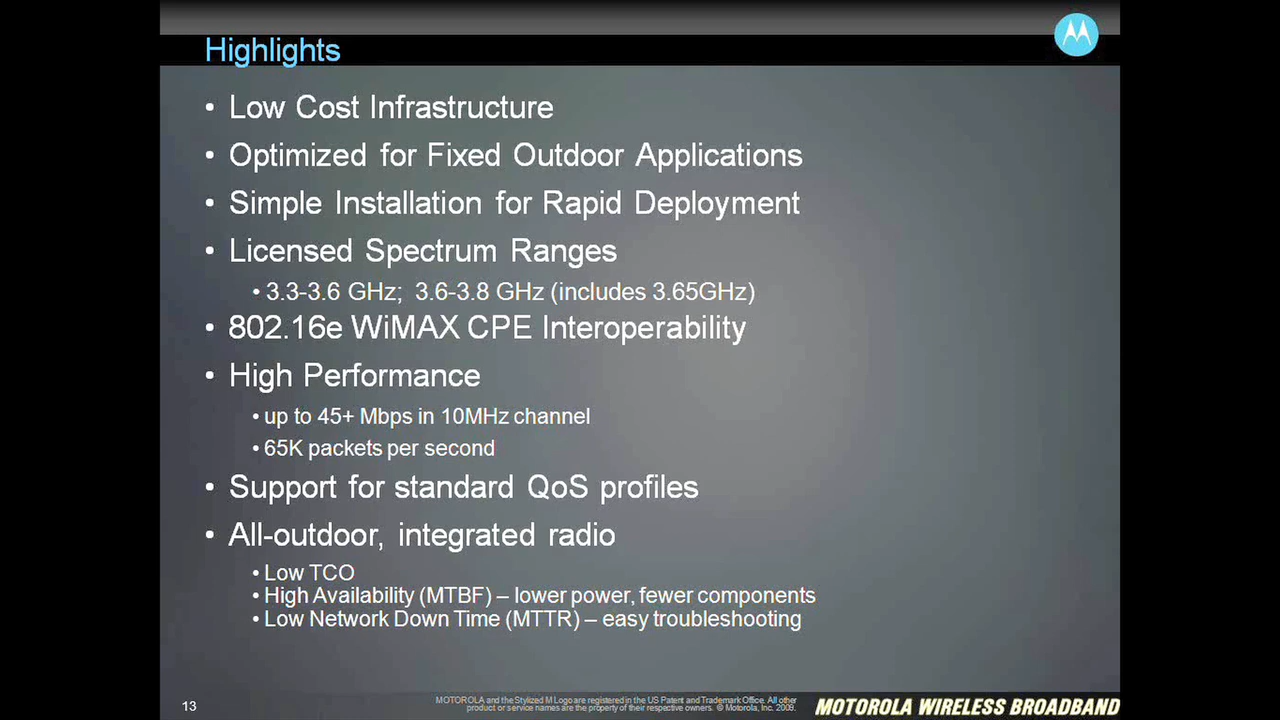 Highlights
• Low Cost Infrastructure
• Optimized for Fixed Outdoor Applications
• Simple Installation for Rapid Deployment
• Licensed Spectrum Ranges
• 3.3-3.6 GHz; 3.6-3.8 GHz (includes 3.65GHz)
• 802.16e WiMAX CPE Interoperability
• High Performance
• up to 45+ Mbps in 10MHz channel
• 65K packets per second
• Support for standard QoS profiles
• All-outdoor, integrated radio
• Low TCO
• High Availability (MTBF) – lower power, fewer components
• Low Network Down Time (MTTR) – easy troubleshooting
13
MOTOROLA and the Stylized M Logo are registered in the US Patent and Trademark Office. All other
product or service names are the property of their respective owners. © Motorola, Inc. 2009.
MOTOROLA WIRELESS BROADBAND